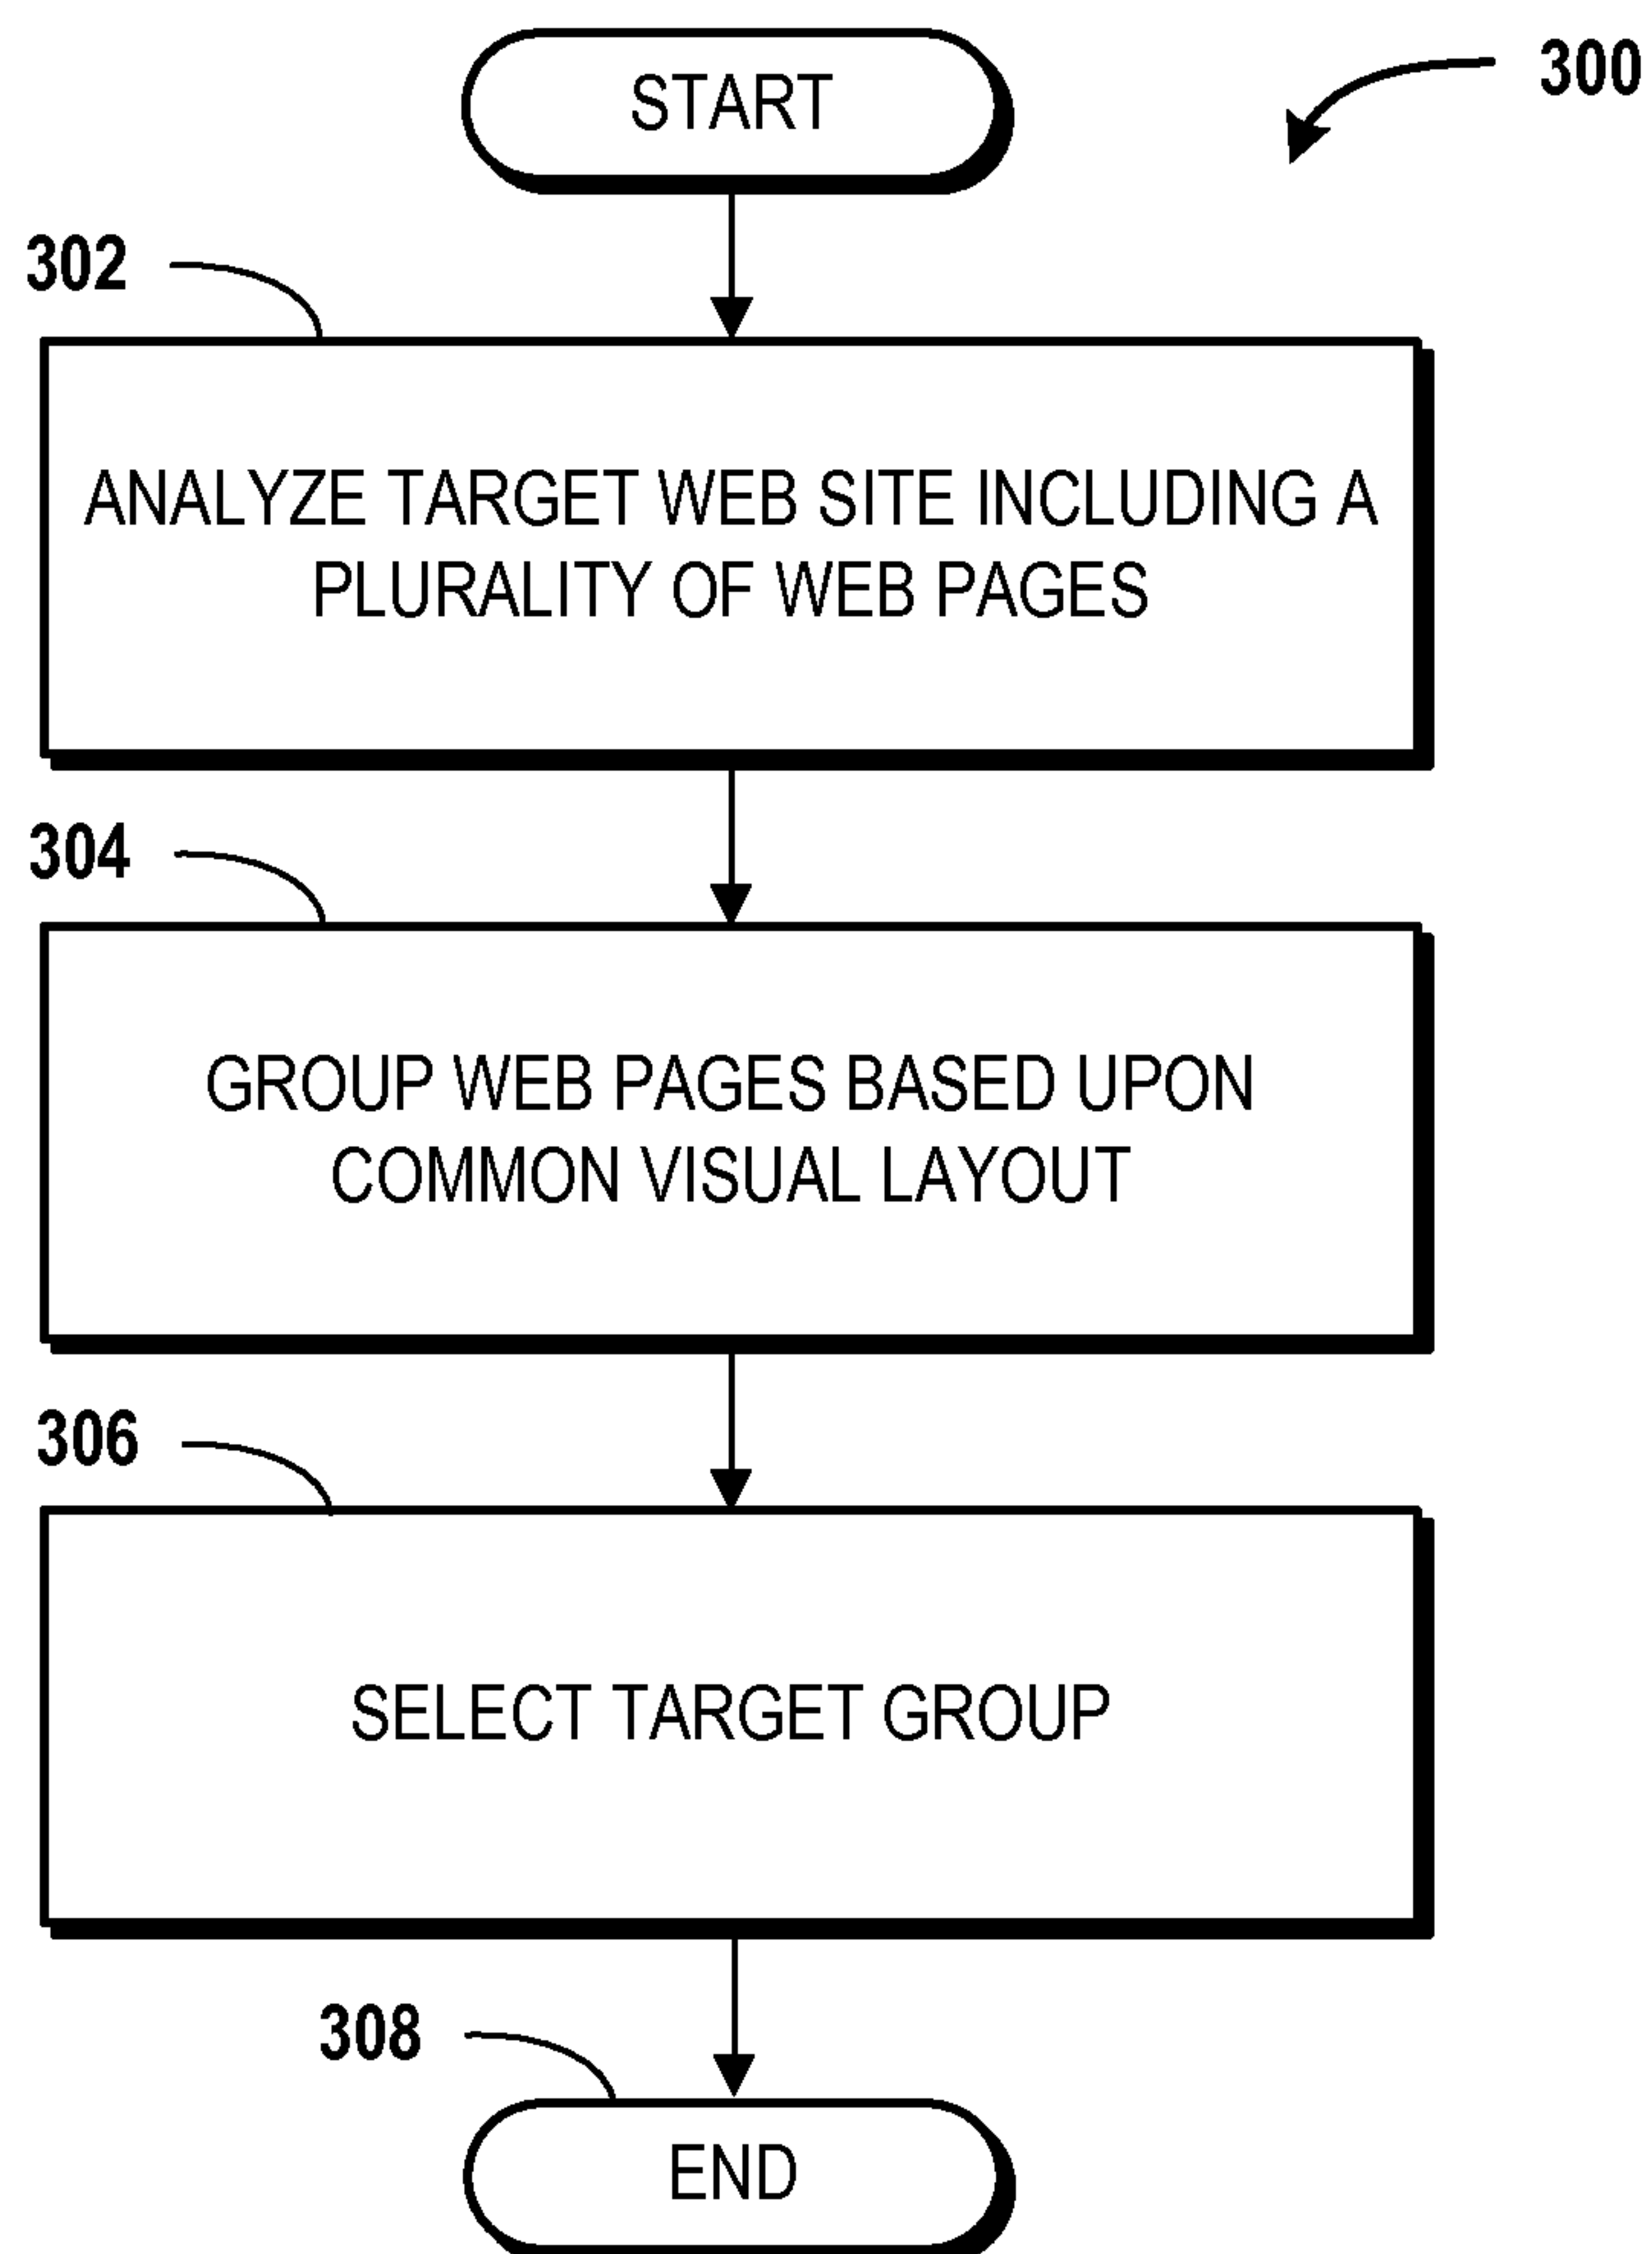 START
300
302
ANALYZE TARGET WEB SITE INCLUDING A
PLURALITY OF WEB PAGES
304
GROUP WEB PAGES BASED UPON
COMMON VISUAL LAYOUT
306
SELECT TARGET GROUP
308
END